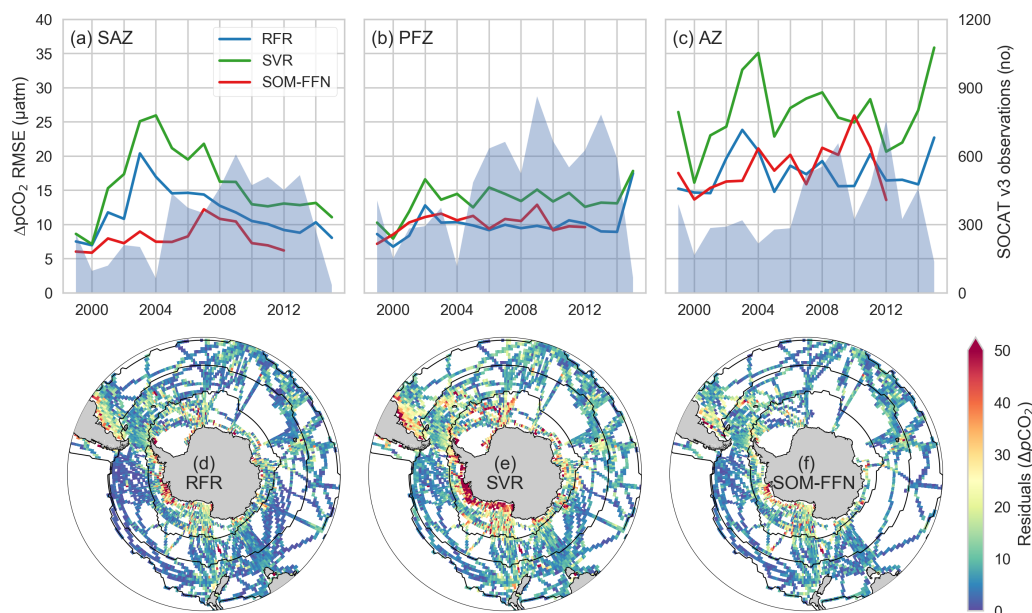 (a) SAZ
(b) PFZ
(c) AZ
RFR
SVR
SOM-FFN
ΔpCO₂ RMSE (µatm)
40
35
30
25
20
15
10
5
0
1200
900
600
300
0
SOCAT v3 observations (no)
2000 2004 2008 2012
2000 2004 2008 2012
2000 2004 2008 2012
(d)
RFR
(e)
SVR
(f)
SOM-FFN
50
40
30
20
10
0
Residuals (ΔpCO₂)